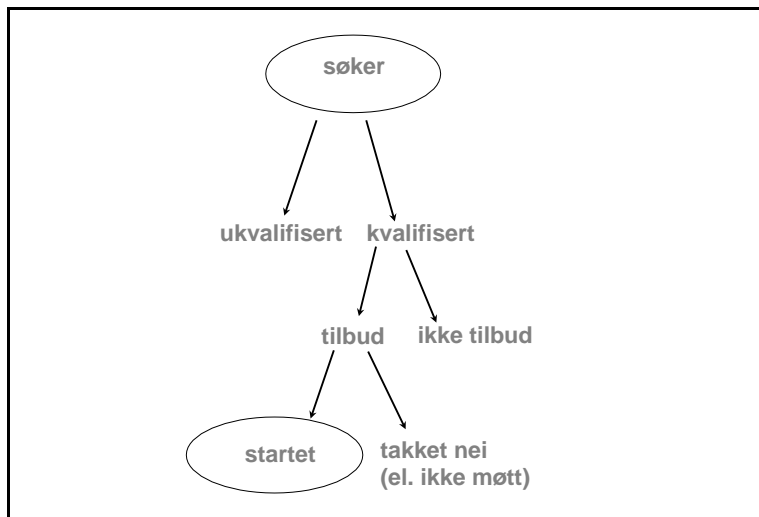 søker
ukvalifisert kvalifisert
tilbud ikke tilbud
startet
takket nei
(el. ikke møtt)